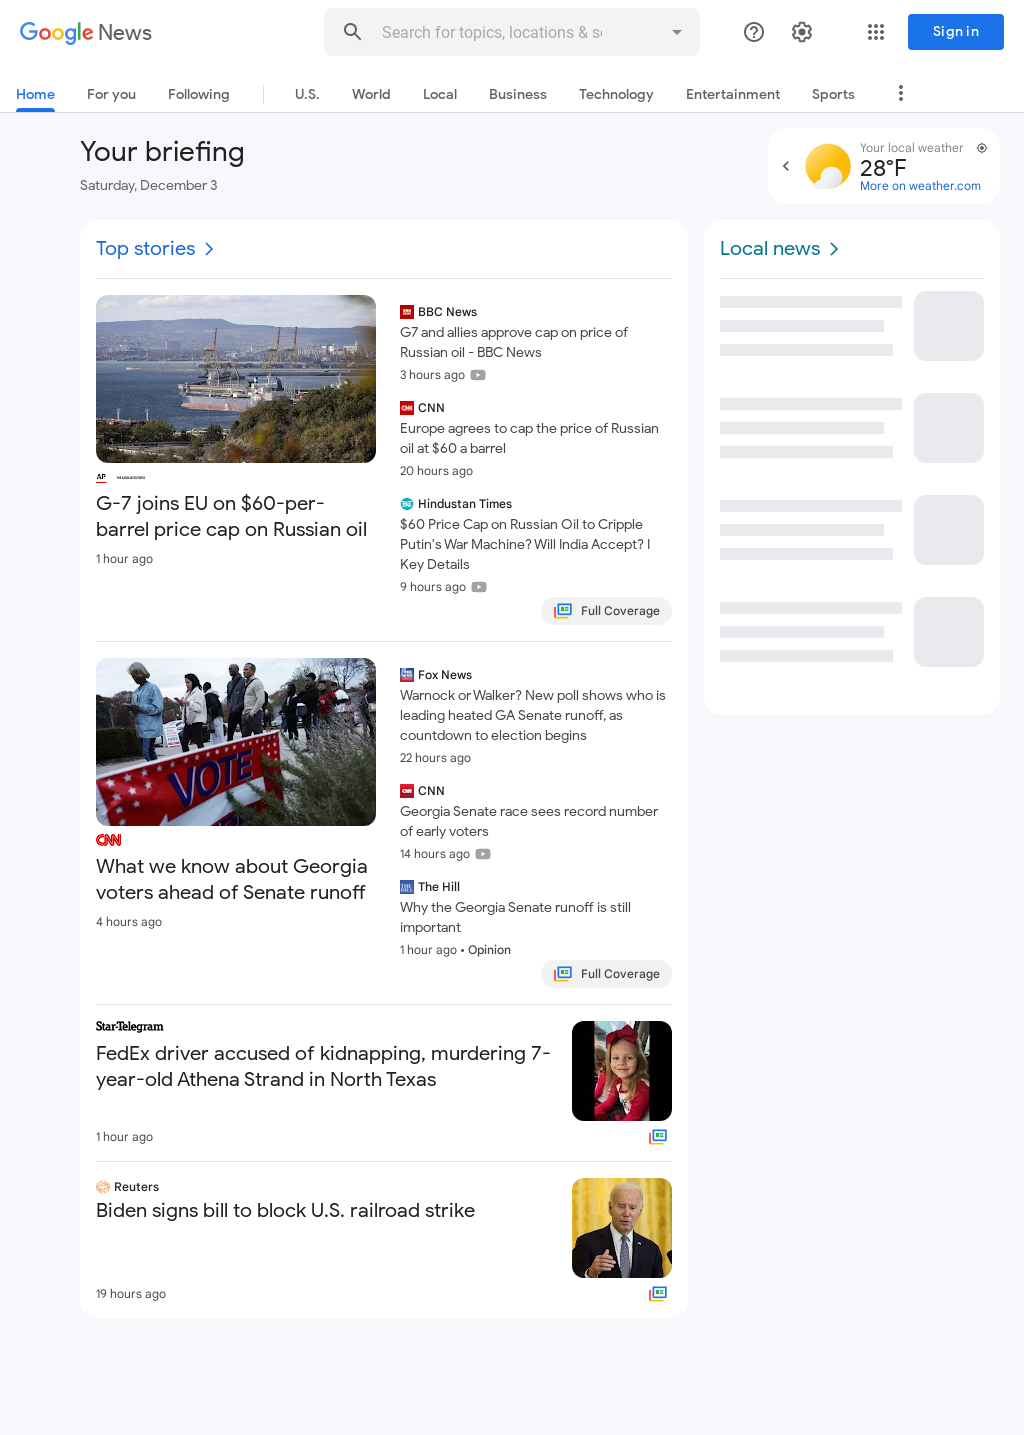 Google News
Search for topics, locations & so
Sign in
Home
For you
Following
U.S.
World
Local
Business
Technology
Entertainment
Sports
Your briefing
Saturday, December 3
Your local weather
28°F
More on weather.com
Top stories
AP
G-7 joins EU on $60-per-
barrel price cap on Russian oil
1 hour ago
BBC News
G7 and allies approve cap on price of
Russian oil - BBC News
3 hours ago
CNN
Europe agrees to cap the price of Russian
oil at $60 a barrel
20 hours ago
Hindustan Times
$60 Price Cap on Russian Oil to Cripple
Putin's War Machine? Will India Accept? I
Key Details
9 hours ago
Full Coverage
VOTE
CNN
What we know about Georgia
voters ahead of Senate runoff
4 hours ago
Fox News
Warnock or Walker? New poll shows who is
leading heated GA Senate runoff, as
countdown to election begins
22 hours ago
CNN
Georgia Senate race sees record number
of early voters
14 hours ago
The Hill
Why the Georgia Senate runoff is still
important
1 hour ago • Opinion
Full Coverage
Star-Telegram
FedEx driver accused of kidnapping, murdering 7-
year-old Athena Strand in North Texas
1 hour ago
Reuters
Biden signs bill to block U.S. railroad strike
19 hours ago
Local news